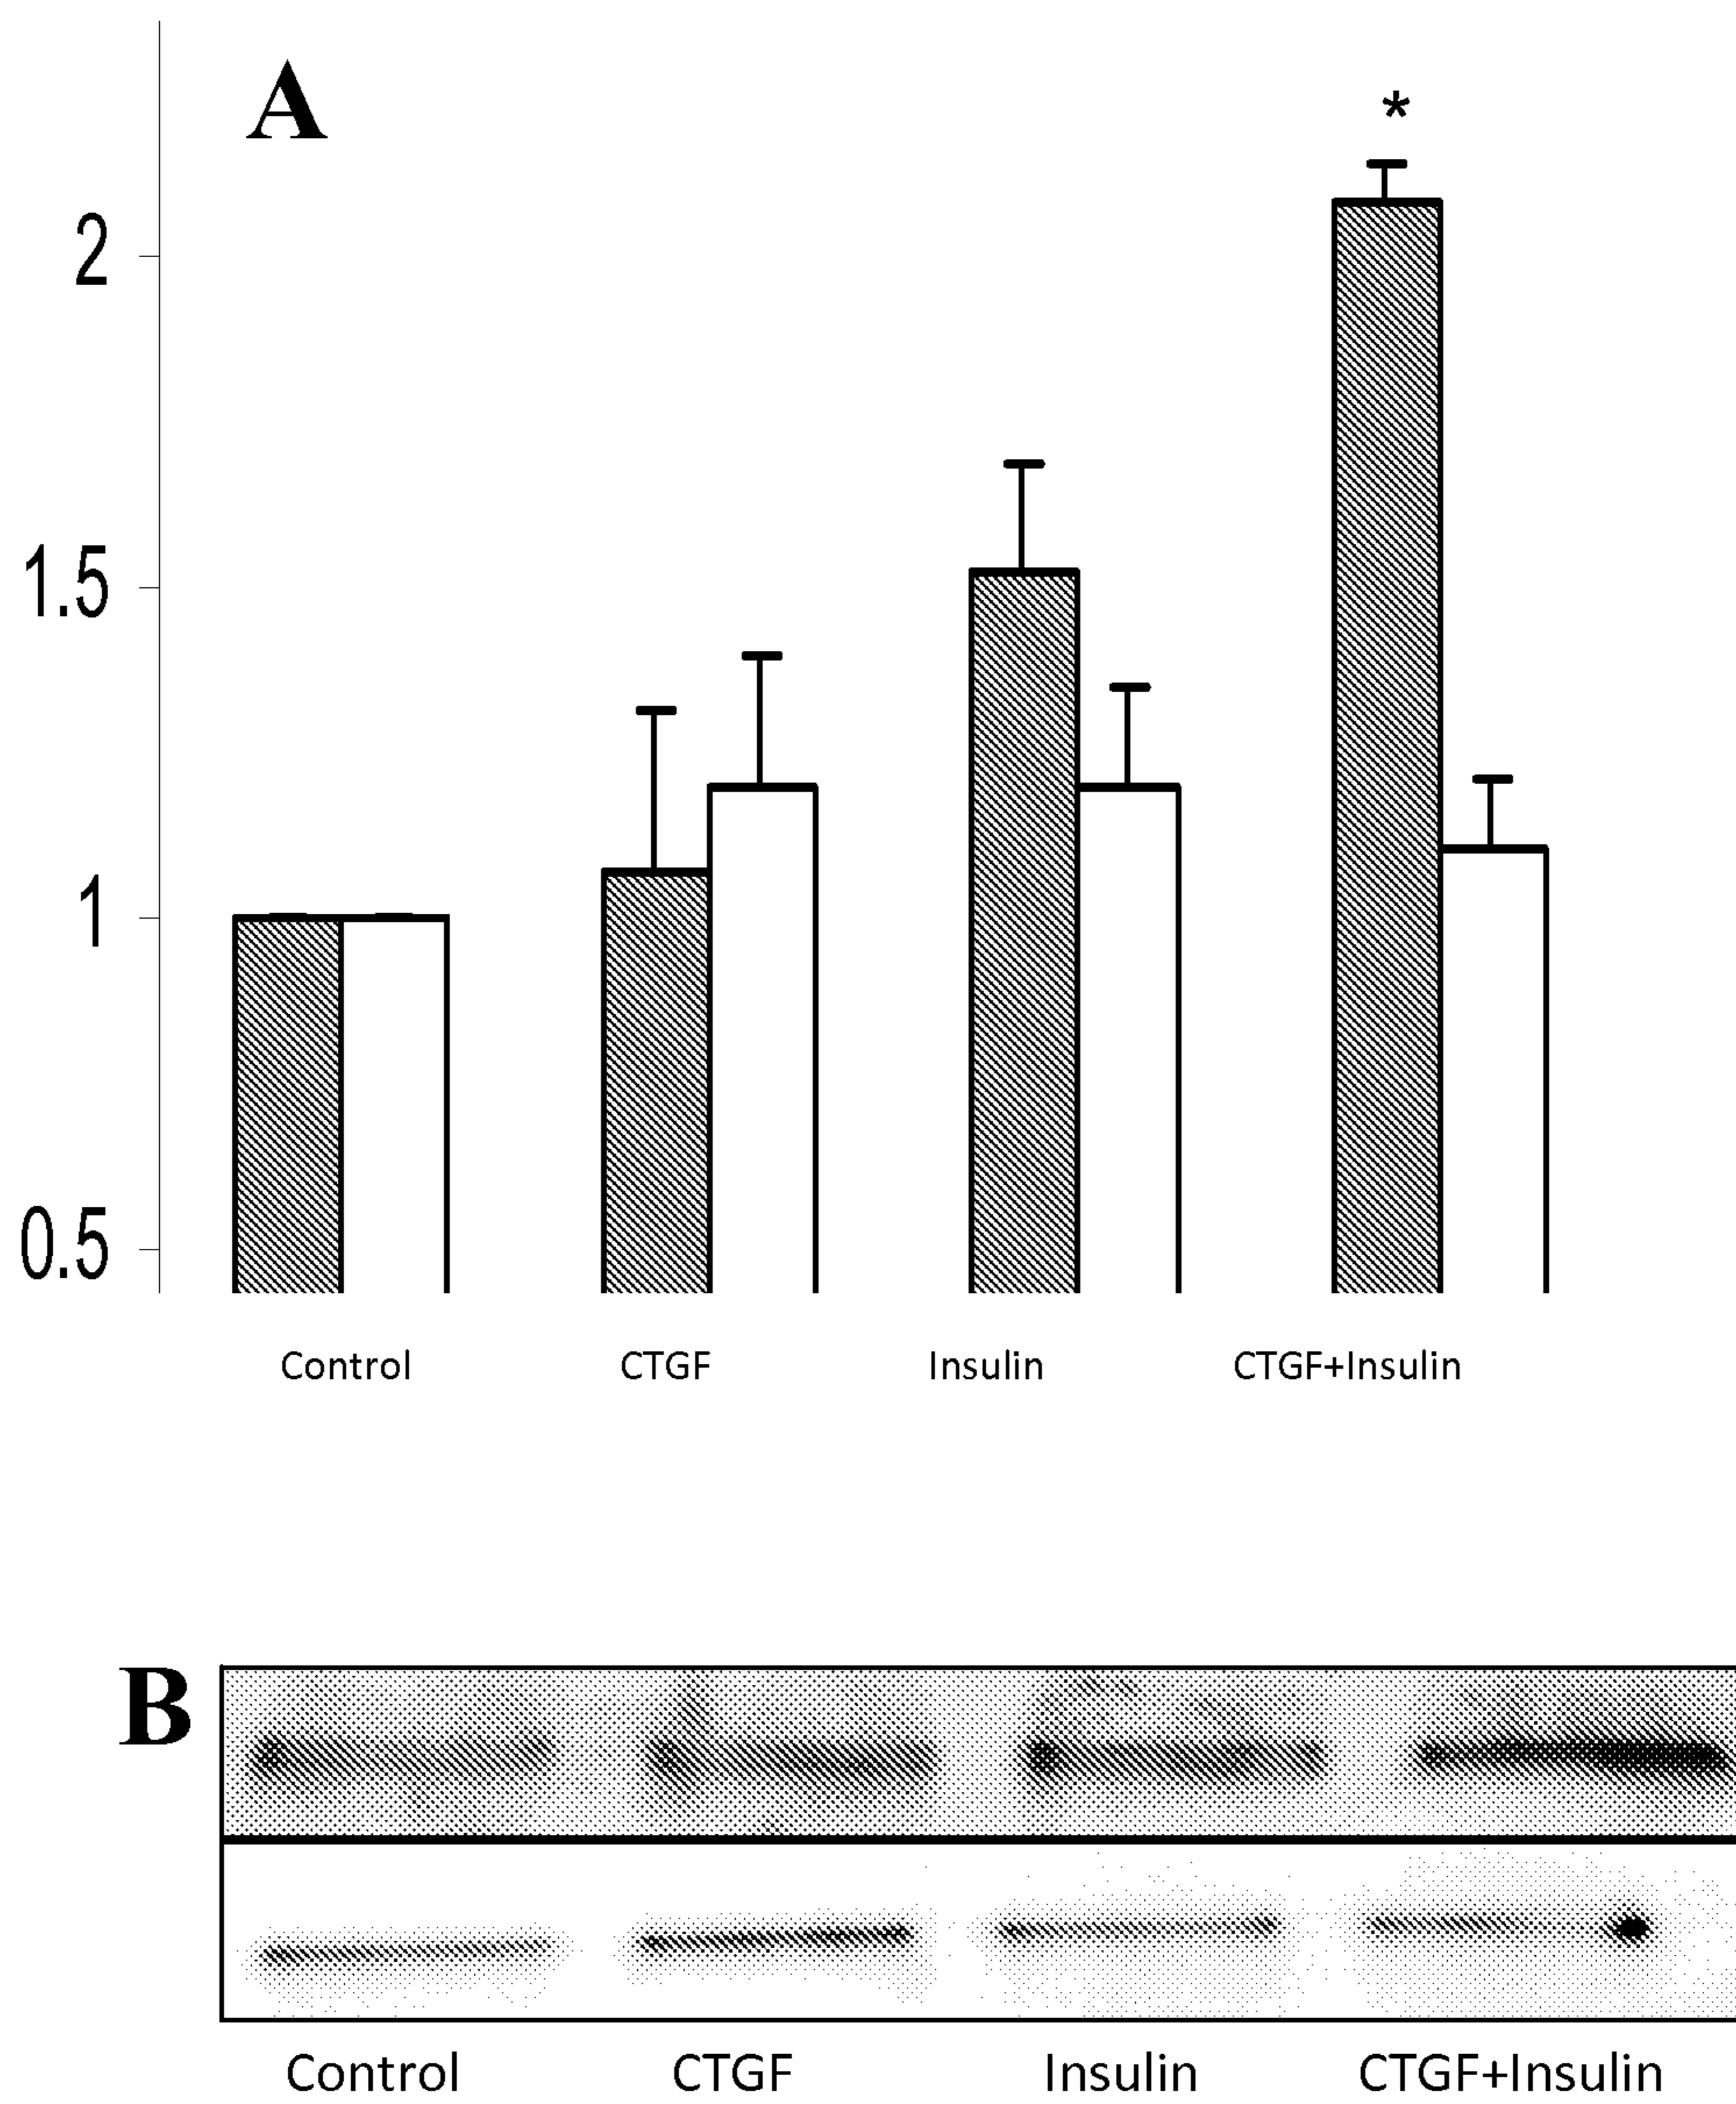 A
*
2
1.5
1
0.5
Control CTGF Insulin CTGF+Insulin
B
Control CTGF Insulin CTGF+Insulin